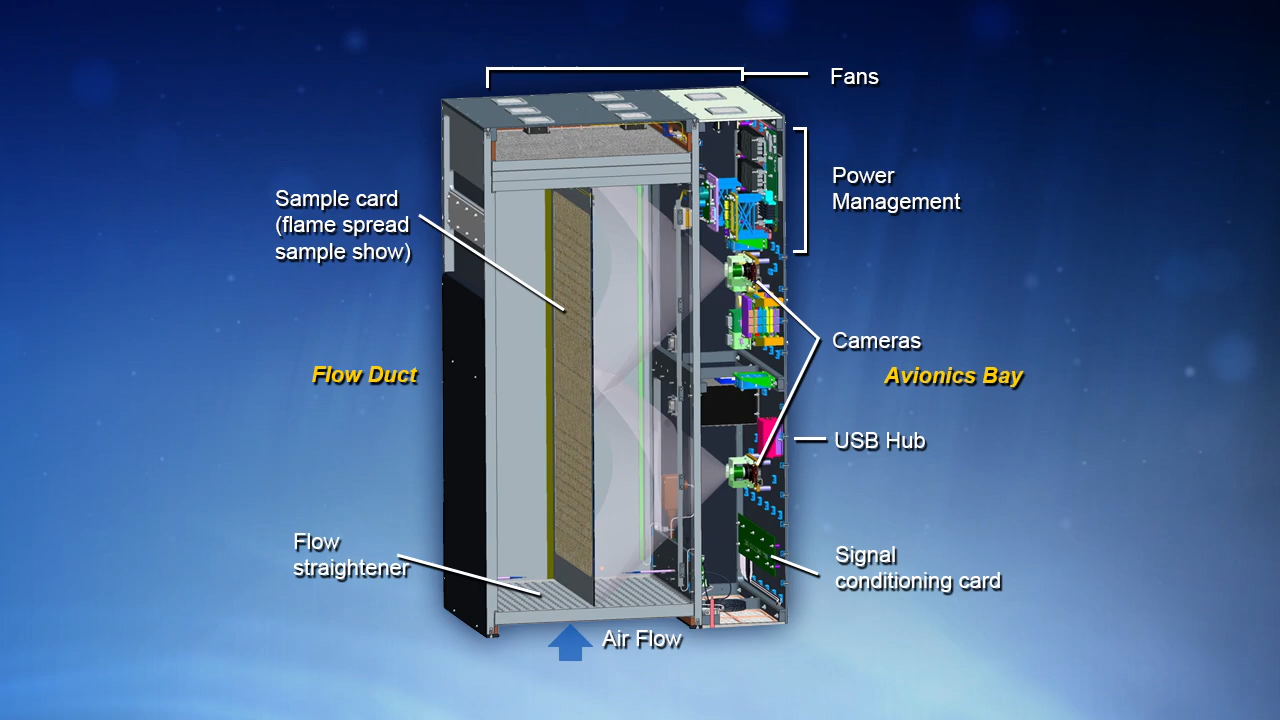 Fans
Power
Management
Sample card
(flame spread
sample show)
Cameras
Flow Duct
Avionics Bay
USB Hub
Flow
straightener
Signal
conditioning card
Air Flow